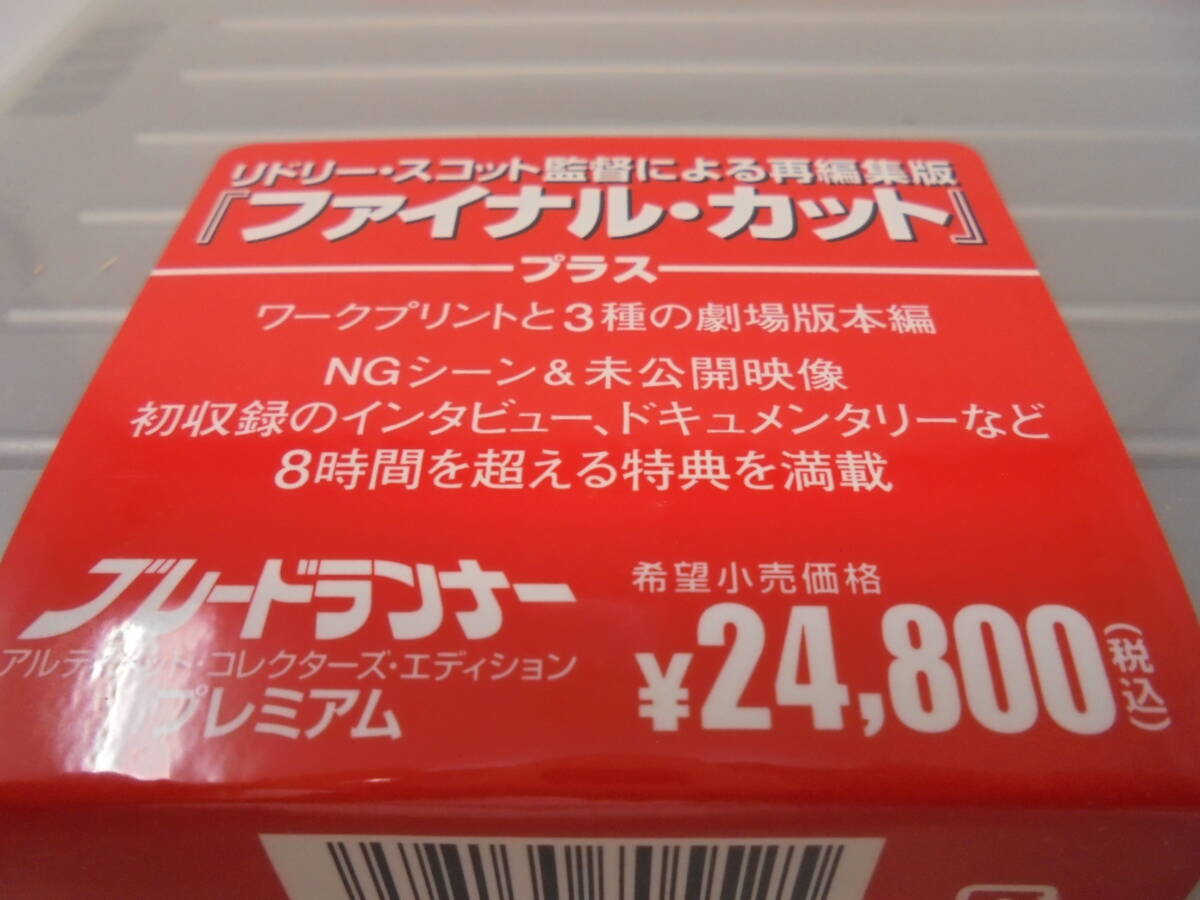 リドリー・スコット監督による再編集版
『ファイナル・カット』
プラス
ワークプリントと3種の劇場版本編
NGシーン&未公開映像
初収録のインタビュー、ドキュメンタリーなど
8時間を超える特典を満載
ブレードランナー
アルティメット・コレクターズ・エディション
プレミアム
希望小売価格
¥24,800(税込)